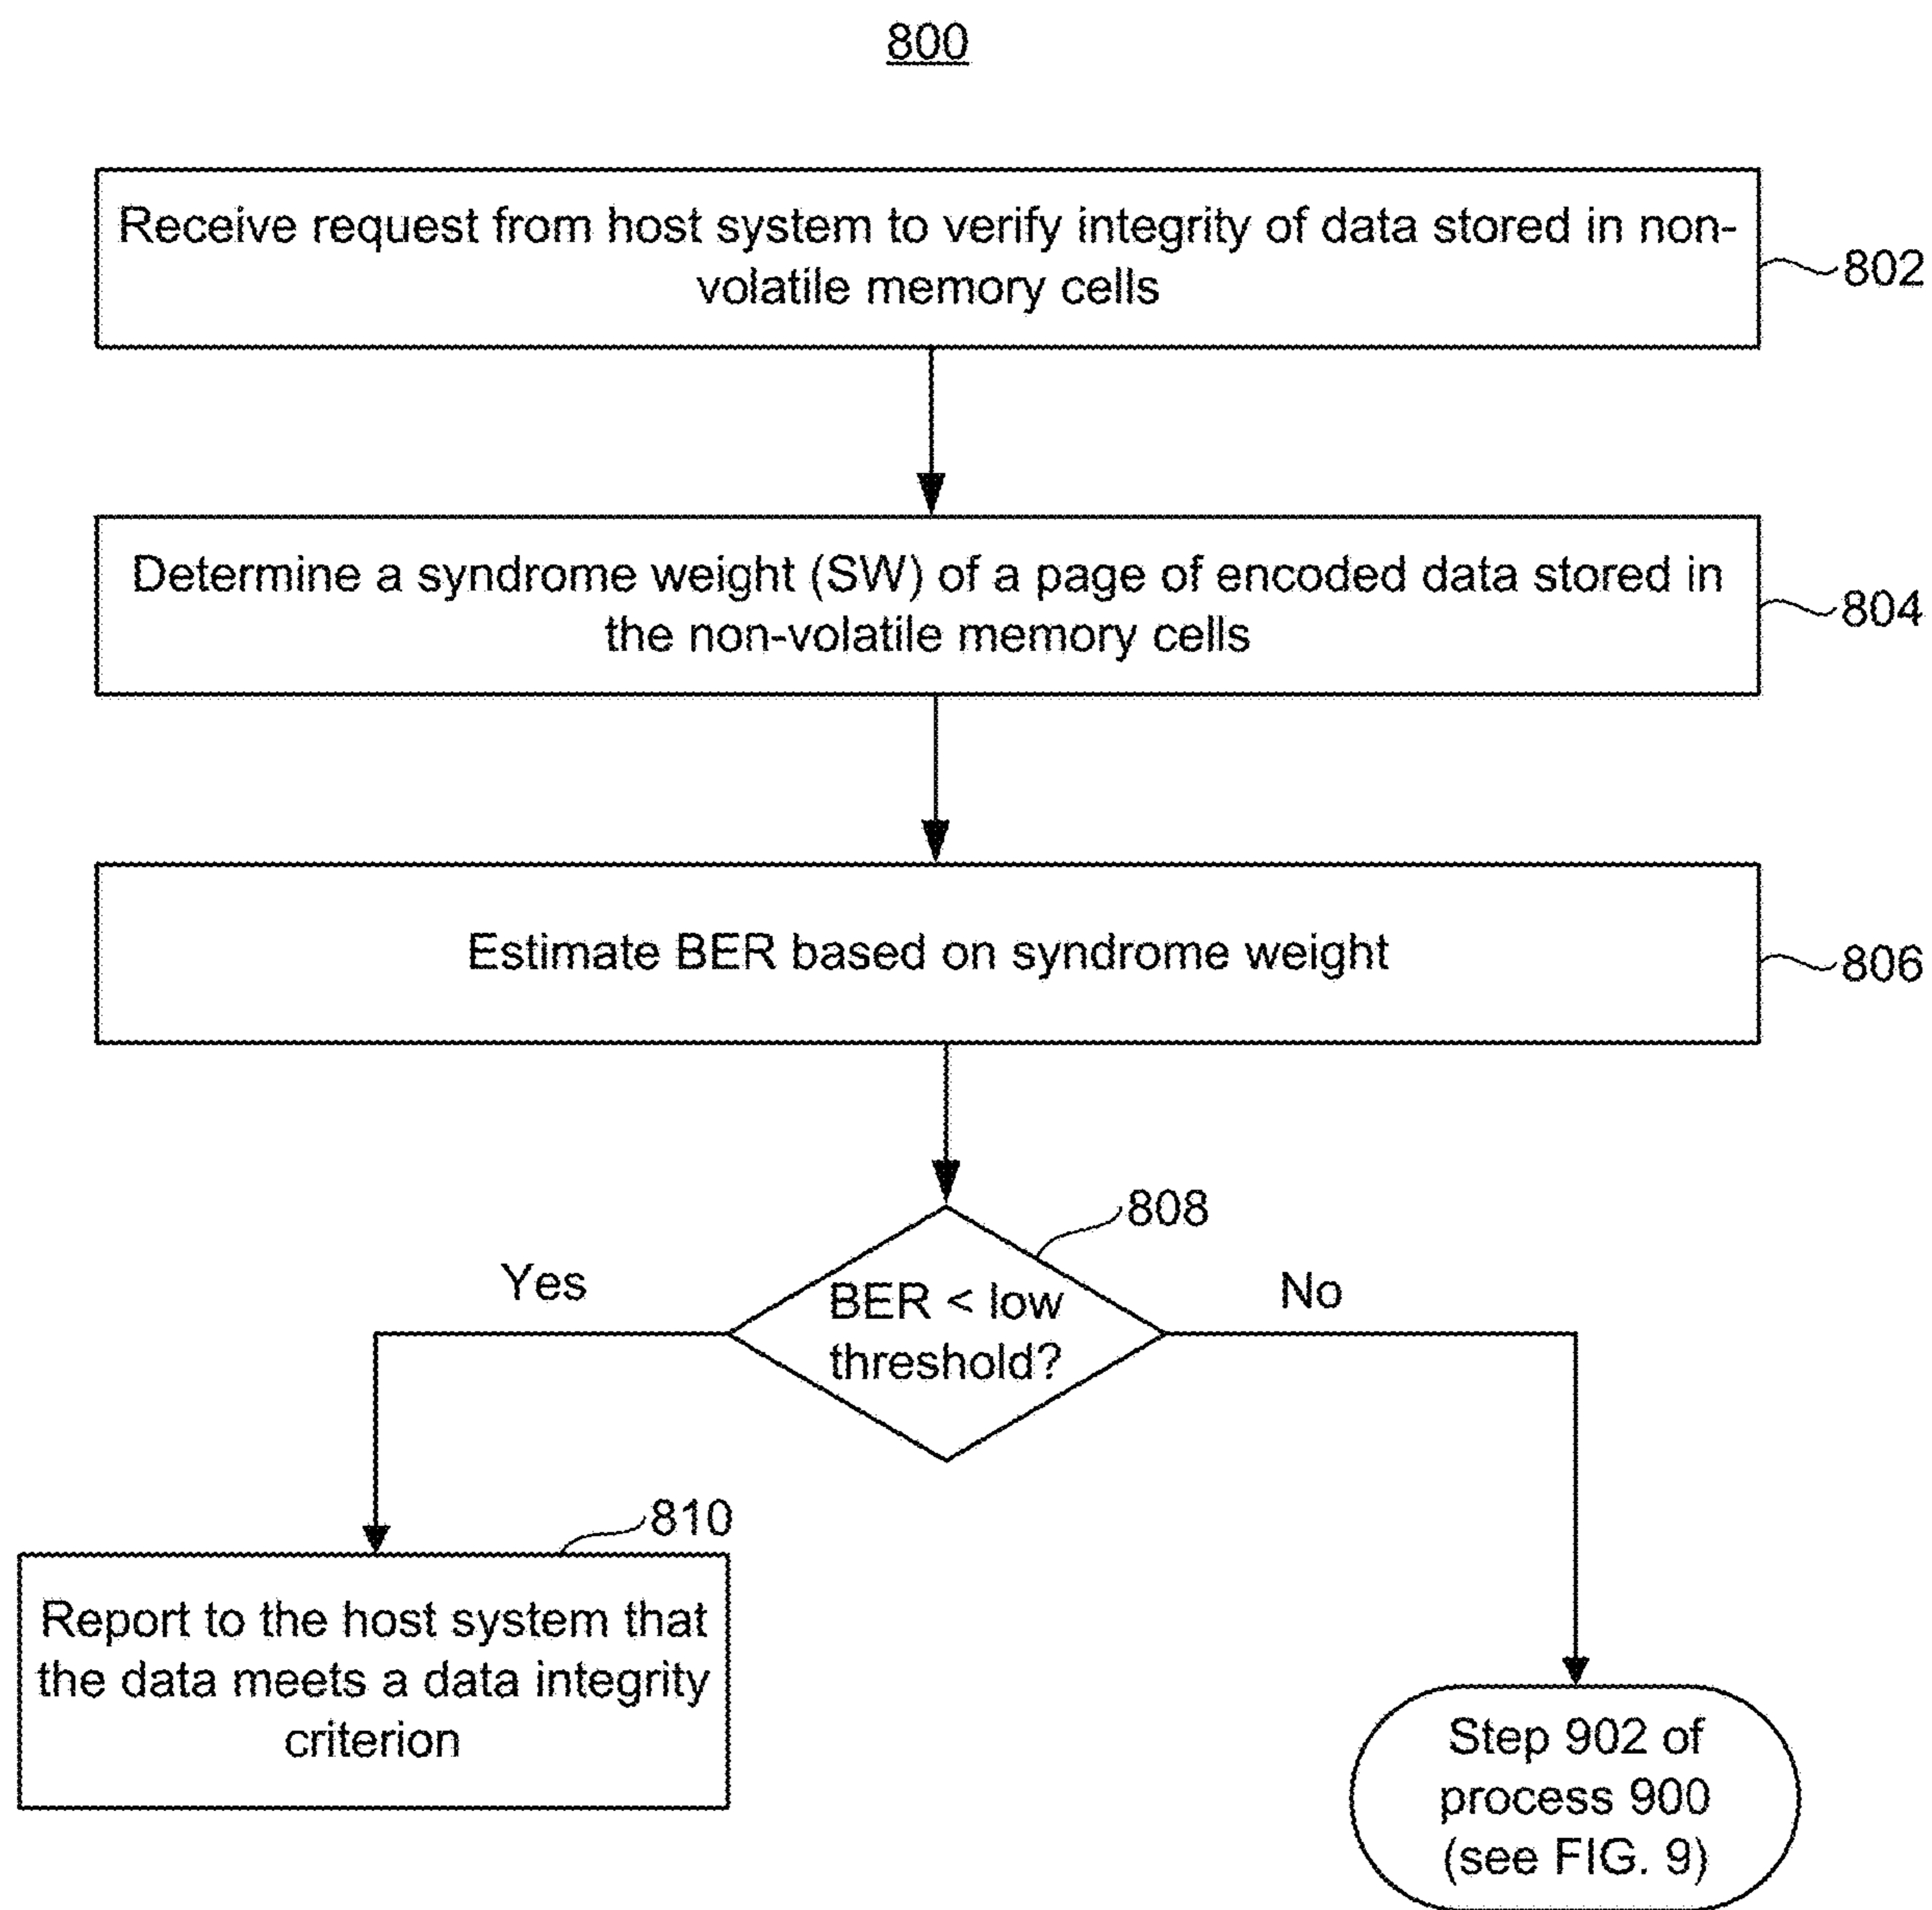 800
Receive request from host system to verify integrity of data stored in non-
volatile memory cells
802
Determine a syndrome weight (SW) of a page of encoded data stored in
the non-volatile memory cells
804
Estimate BER based on syndrome weight
806
808
BER < low
threshold?
Yes
No
810
Report to the host system that
the data meets a data integrity
criterion
Step 902 of
process 900
(see FIG. 9)